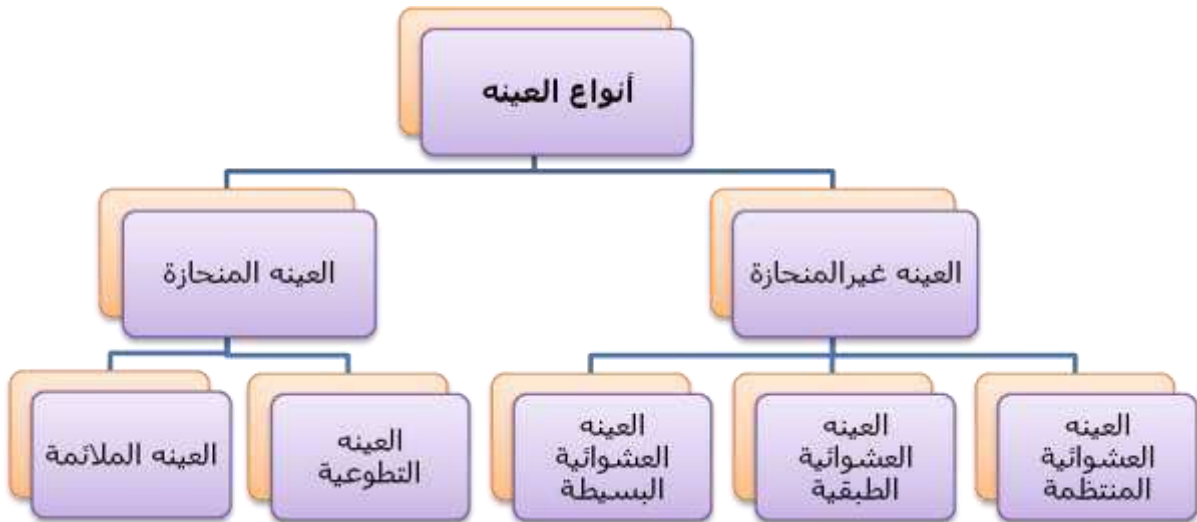 أنواع العينه
العينه غيرالمنحازة
العينه المنحازة
العينه
العشوائية
المنتظمة
العينه
العشوائية
الطبقية
العينه
العشوائية
البسيطة
العينه
التطوعية
العينه الملائمة